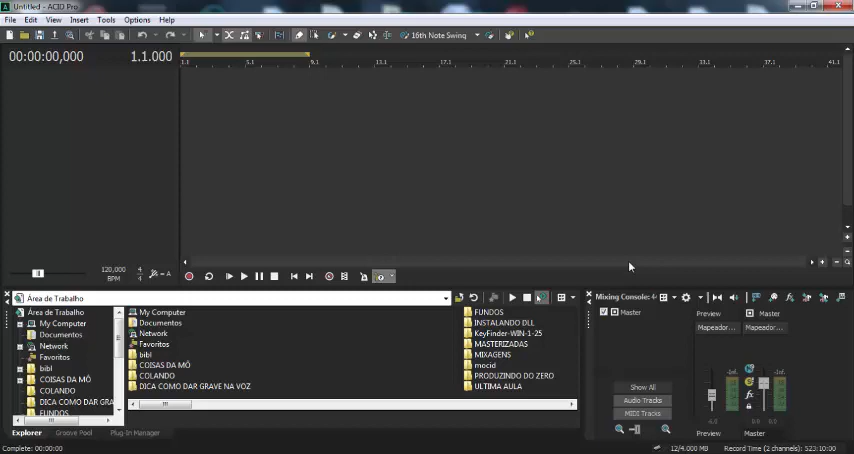 Untitled - ACID Pro
File Edit View Insert Tools Options Help
16th Note Swing
00:00:00,000 1.1.000
1.1 5.1 9.1 13.1 17.1 21.1 25.1 29.1 33.1 37.1 41.1
120,000
BPM
4
4
= A
Área de Trabalho
Área de Trabalho
My Computer
Documentos
Network
Favoritos
bibl
COISAS DA MÔ
COLANDO
DICA COMO DAR GRA
FUNDOS
My Computer
Documentos
Network
Favoritos
bibl
COISAS DA MÔ
COLANDO
DICA COMO DAR GRAVE NA VOZ
FUNDOS
INSTALANDO DLL
KeyFinder-WIN-1-25
MASTERIZADAS
MIXAGENS
mocid
PRODUZINDO DO ZERO
ULTIMA AULA
Explorer Groove Pool Plug-In Manager
Mixing Console:
Master
Show All
Audio Tracks
MIDI Tracks
Preview Master
Mapeador... Mapeador...
-Inf. -Inf.
Preview Master
Complete: 00:00:00
12/4.000 MB Record Time (2 channels): 523:10:00